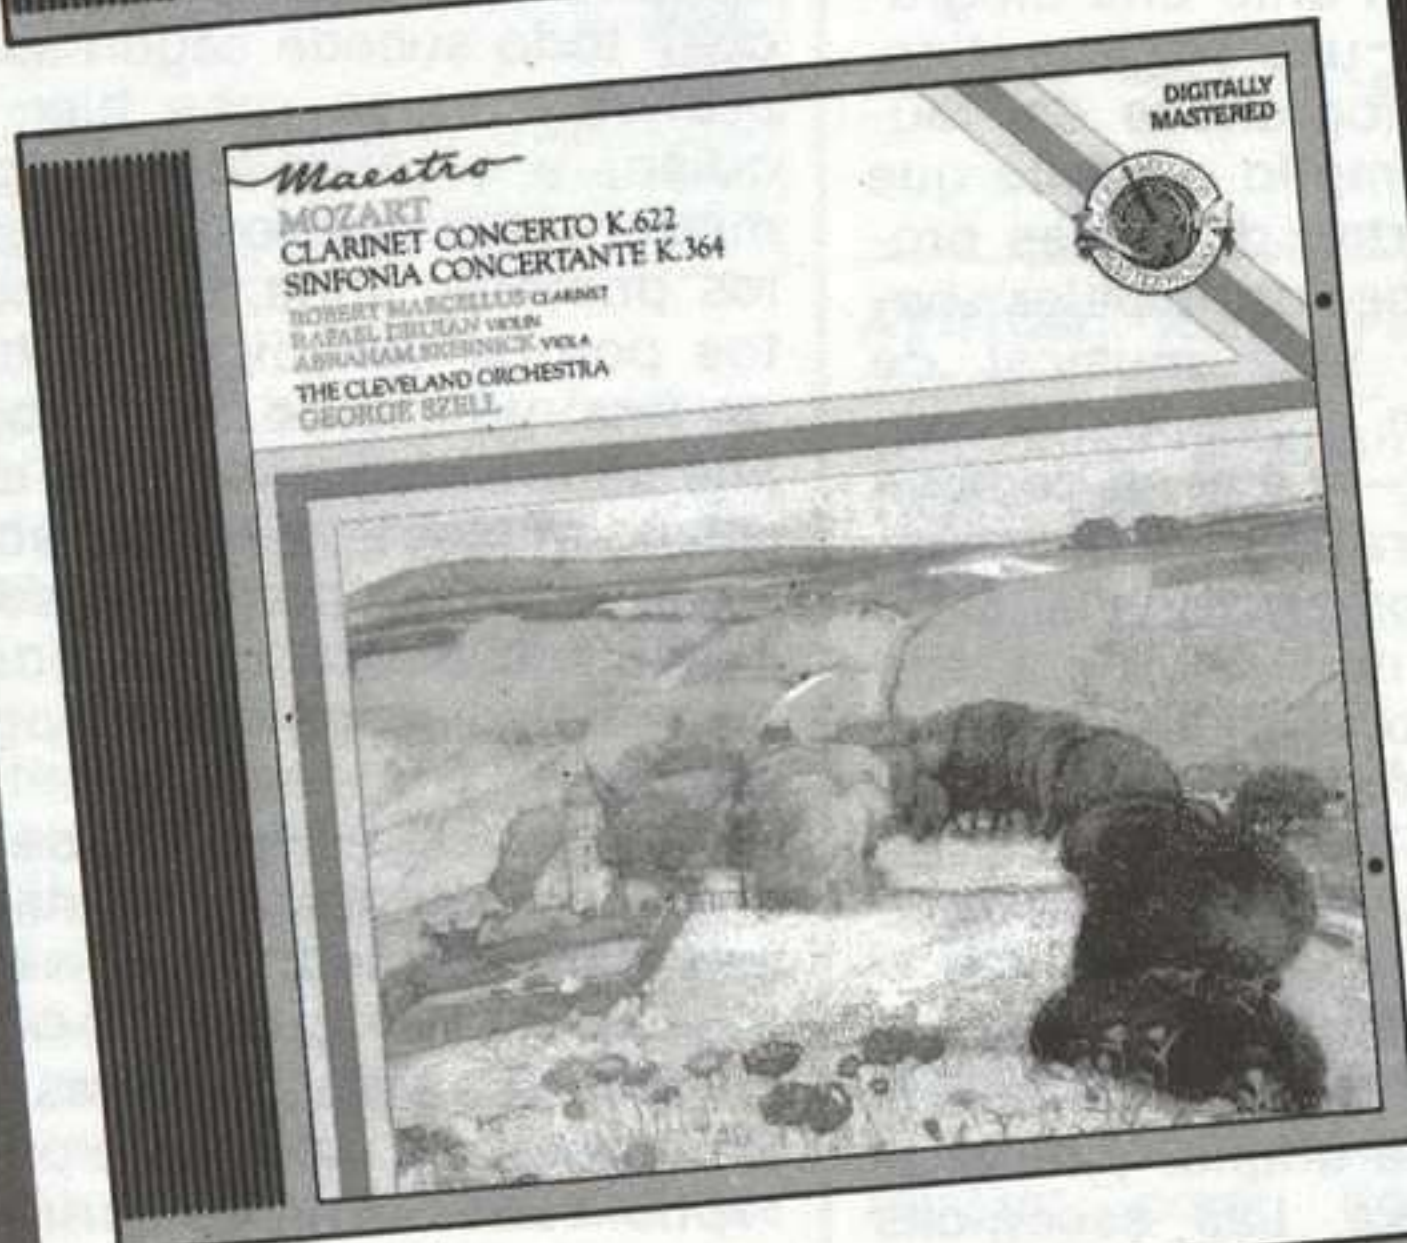 DIGITALLY
MASTERED
Maestro
MOZART
CLARINET CONCERTO K.622
SINFONIA CONCERTANTE K.364
ROBERT MARCELLUS CLARINET
RAFAEL DRUIAN VIOLIN
ABRAHAM SKERNICK VIOLA
THE CLEVELAND ORCHESTRA
GEORGE SZELL